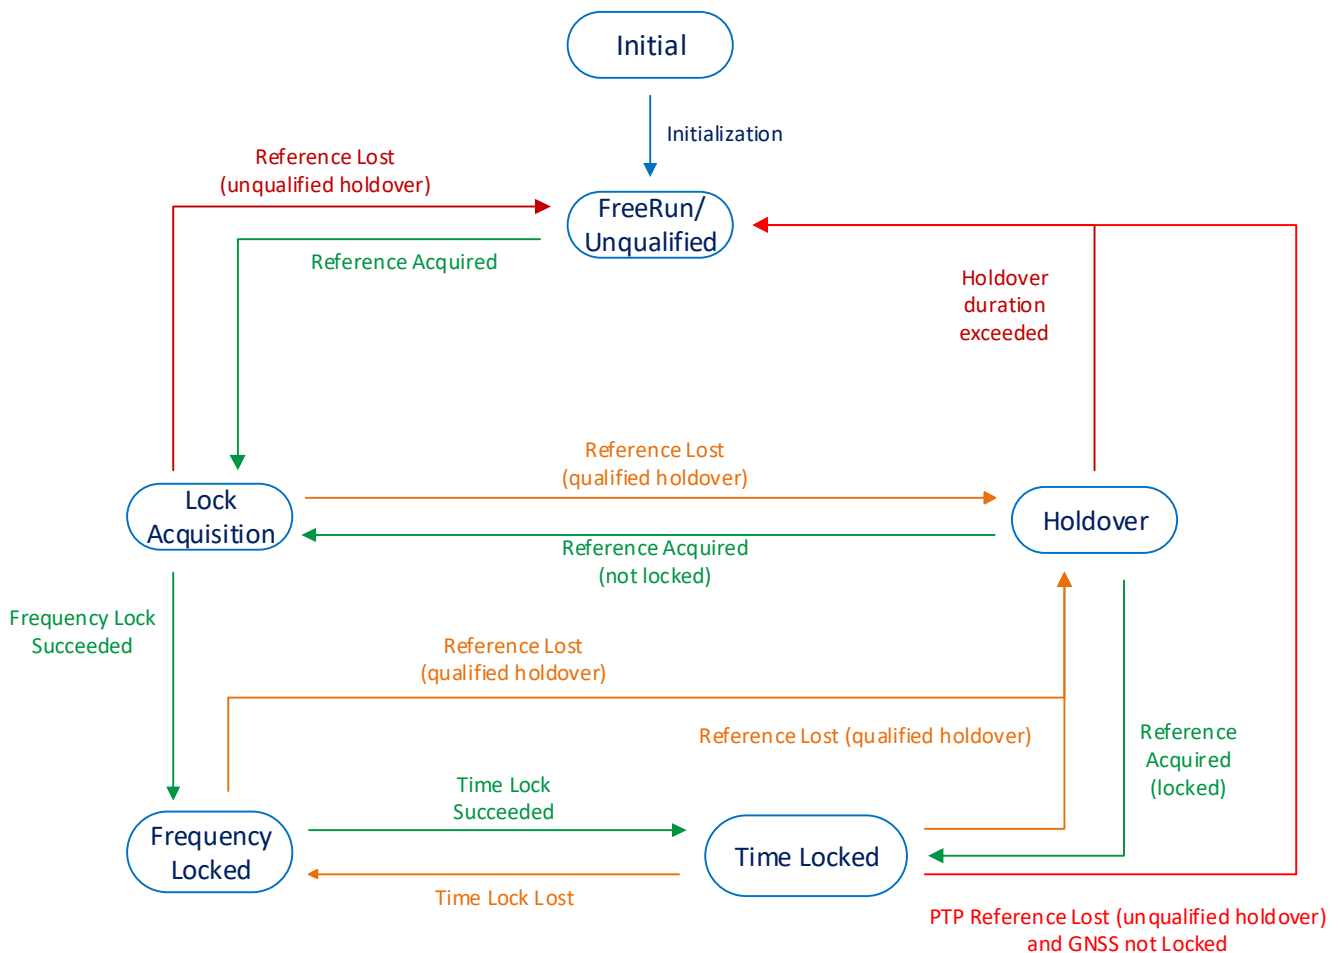 Initial
Initialization
Reference Lost
(unqualified holdover)
FreeRun/
Unqualified
Reference Acquired
Holdover
duration
exceeded
Reference Lost
(qualified holdover)
Lock
Acquisition
Holdover
Reference Acquired
(not locked)
Frequency Lock
Succeeded
Reference Lost
(qualified holdover)
Reference Lost (qualified holdover)
Reference
Acquired
(locked)
Time Lock
Succeeded
Frequency
Locked
Time Locked
Time Lock Lost
PTP Reference Lost (unqualified holdover)
and GNSS not Locked